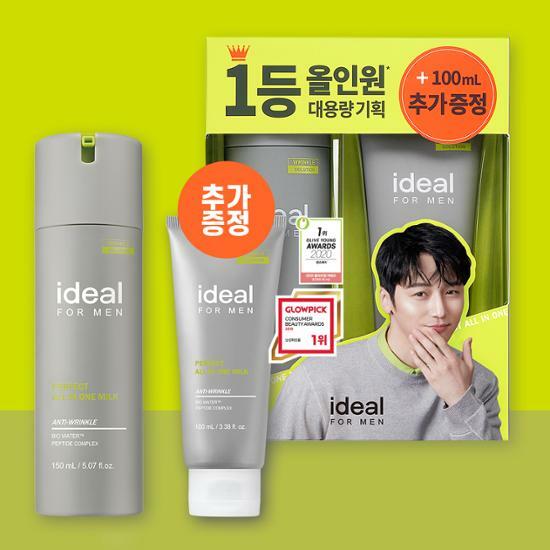 1등 올인원*
대용량 기획
+ 100mL
추가증정
SOLUTION
ideal
FOR MEN
추가
증정
ideal
FOR MEN
PERFECT
ALL IN ONE MILK
ANTI-WRINKLE
BIO WATER™
PEPTIDE COMPLEX
150 mL / 5.07 fl.oz.
ideal
FOR MEN
PERFECT
ALL IN ONE MILK
ANTI-WRINKLE
BIO WATER™
PEPTIDE COMPLEX
100 mL / 3.38 fl.oz.
1위
OLIVE YOUNG
AWARDS
2020
GLOWPICK
CONSUMER
BEAUTY AWARDS
1위
ALL IN ONE
ideal
FOR MEN